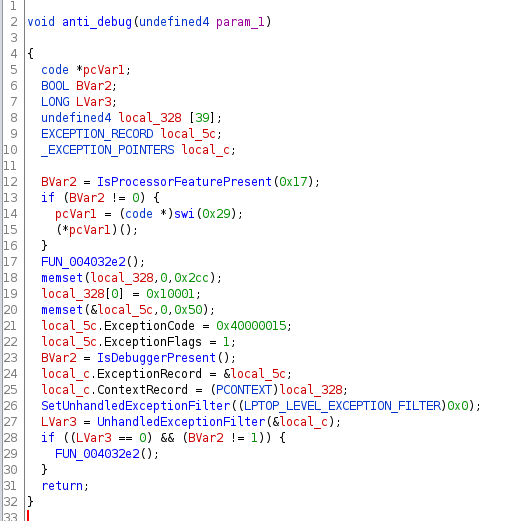 1
2 void anti_debug(undefined4 param_1)
3
4 {
5 code *pcVar1;
6 BOOL BVar2;
7 LONG LVar3;
8 undefined4 local_328 [39];
9 EXCEPTION_RECORD local_5c;
10 _EXCEPTION_POINTERS local_c;
11
12 BVar2 = IsProcessorFeaturePresent(0x17);
13 if (BVar2 != 0) {
14 pcVar1 = (code *)swi(0x29);
15 (*pcVar1)();
16 }
17 FUN_004032e2();
18 memset(local_328,0,0x2cc);
19 local_328[0] = 0x10001;
20 memset(&local_5c,0,0x50);
21 local_5c.ExceptionCode = 0x40000015;
22 local_5c.ExceptionFlags = 1;
23 BVar2 = IsDebuggerPresent();
24 local_c.ExceptionRecord = &local_5c;
25 local_c.ContextRecord = (PCONTEXT)local_328;
26 SetUnhandledExceptionFilter((LPTOP_LEVEL_EXCEPTION_FILTER)0x0);
27 LVar3 = UnhandledExceptionFilter(&local_c);
28 if ((LVar3 == 0) && (BVar2 != 1)) {
29 FUN_004032e2();
30 }
31 return;
32 }
33